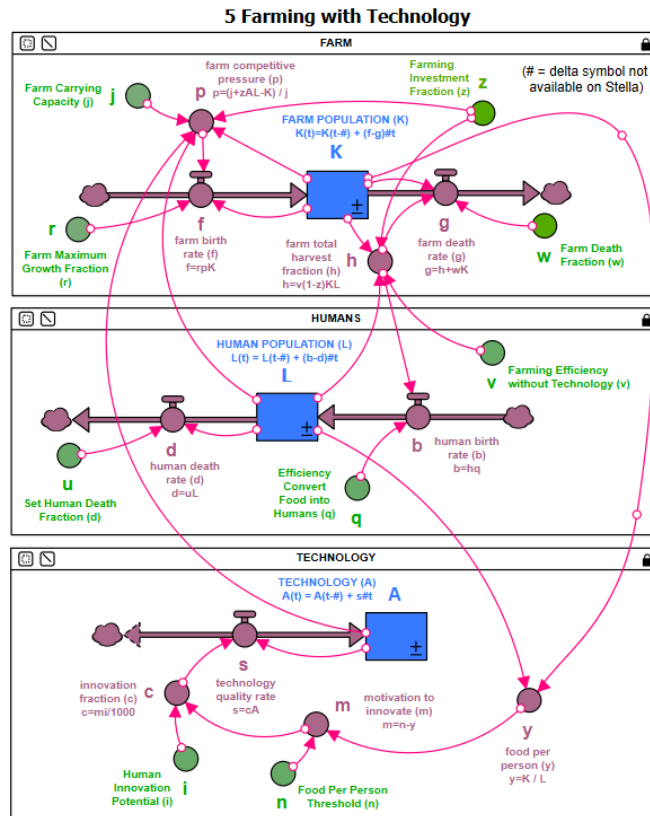 5 Farming with Technology
FARM
farm competitive
pressure (p)
p=(j+zAL-K) / j
Farming
Investment
Fraction (z)
z
(# = delta symbol not
available on Stella)
Farm Carrying
Capacity (j)
j
p
FARM POPULATION (K)
K(t)=K(t-#) + (f-g)#t
K
±
r
Farm Maximum
Growth Fraction
(r)
f
farm birth
rate (f)
f=rpK
farm total
harvest
fraction (h)
h=v(1-z)KL
h
g
farm death
rate (g)
g=h+wK
w
Farm Death
Fraction (w)
HUMANS
HUMAN POPULATION (L)
L(t) = L(t-#) + (b-d)#t
L
±
v
Farming Efficiency
without Technology (v)
d
human death
rate (d)
d=uL
b
human birth
rate (b)
b=hq
u
Set Human Death
Fraction (d)
Efficiency
Convert
Food into
Humans (q)
q
TECHNOLOGY
TECHNOLOGY (A)
A(t) = A(t-#) + s#t
A
±
s
technology
quality rate
s=cA
innovation
fraction (c)
c=mi/1000
c
m
motivation to
innovate (m)
m=n-y
y
food per
person (y)
y=K / L
Human
Innovation
Potential (i)
i
n
Food Per Person
Threshold (n)